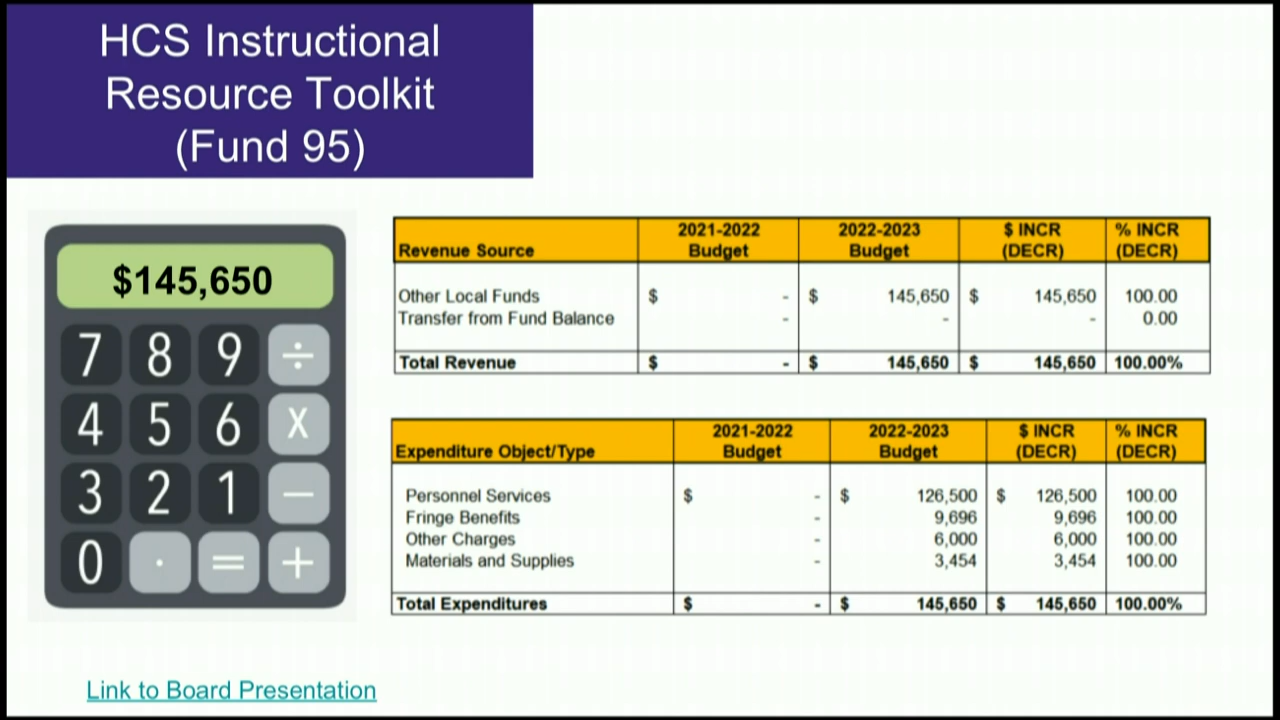 HCS Instructional
Resource Toolkit
(Fund 95)
$145,650
7 8 9 ÷
4 5 6 X
3 2 1 −
0 . = +
Revenue Source 2021-2022 Budget 2022-2023 Budget $ INCR (DECR) % INCR (DECR)
Other Local Funds $ - $ 145,650 $ 145,650 100.00
Transfer from Fund Balance - - - 0.00
Total Revenue $ - $ 145,650 $ 145,650 100.00%
Expenditure Object/Type 2021-2022 Budget 2022-2023 Budget $ INCR (DECR) % INCR (DECR)
Personnel Services $ - $ 126,500 $ 126,500 100.00
Fringe Benefits - 9,696 9,696 100.00
Other Charges - 6,000 6,000 100.00
Materials and Supplies - 3,454 3,454 100.00
Total Expenditures $ - $ 145,650 $ 145,650 100.00%
Link to Board Presentation